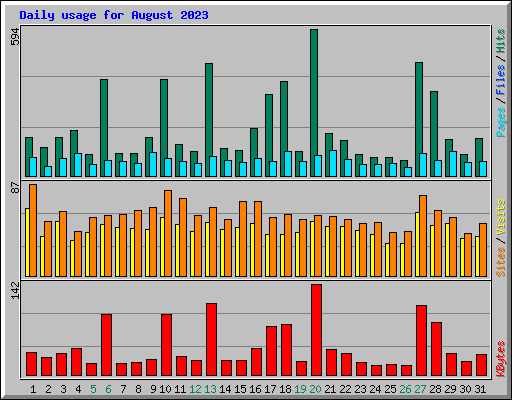 Daily usage for August 2023
594
Pages / Files / Hits
87
Sites / Visits
142
KBytes
1 2 3 4 5 6 7 8 9 10 11 12 13 14 15 16 17 18 19 20 21 22 23 24 25 26 27 28 29 30 31